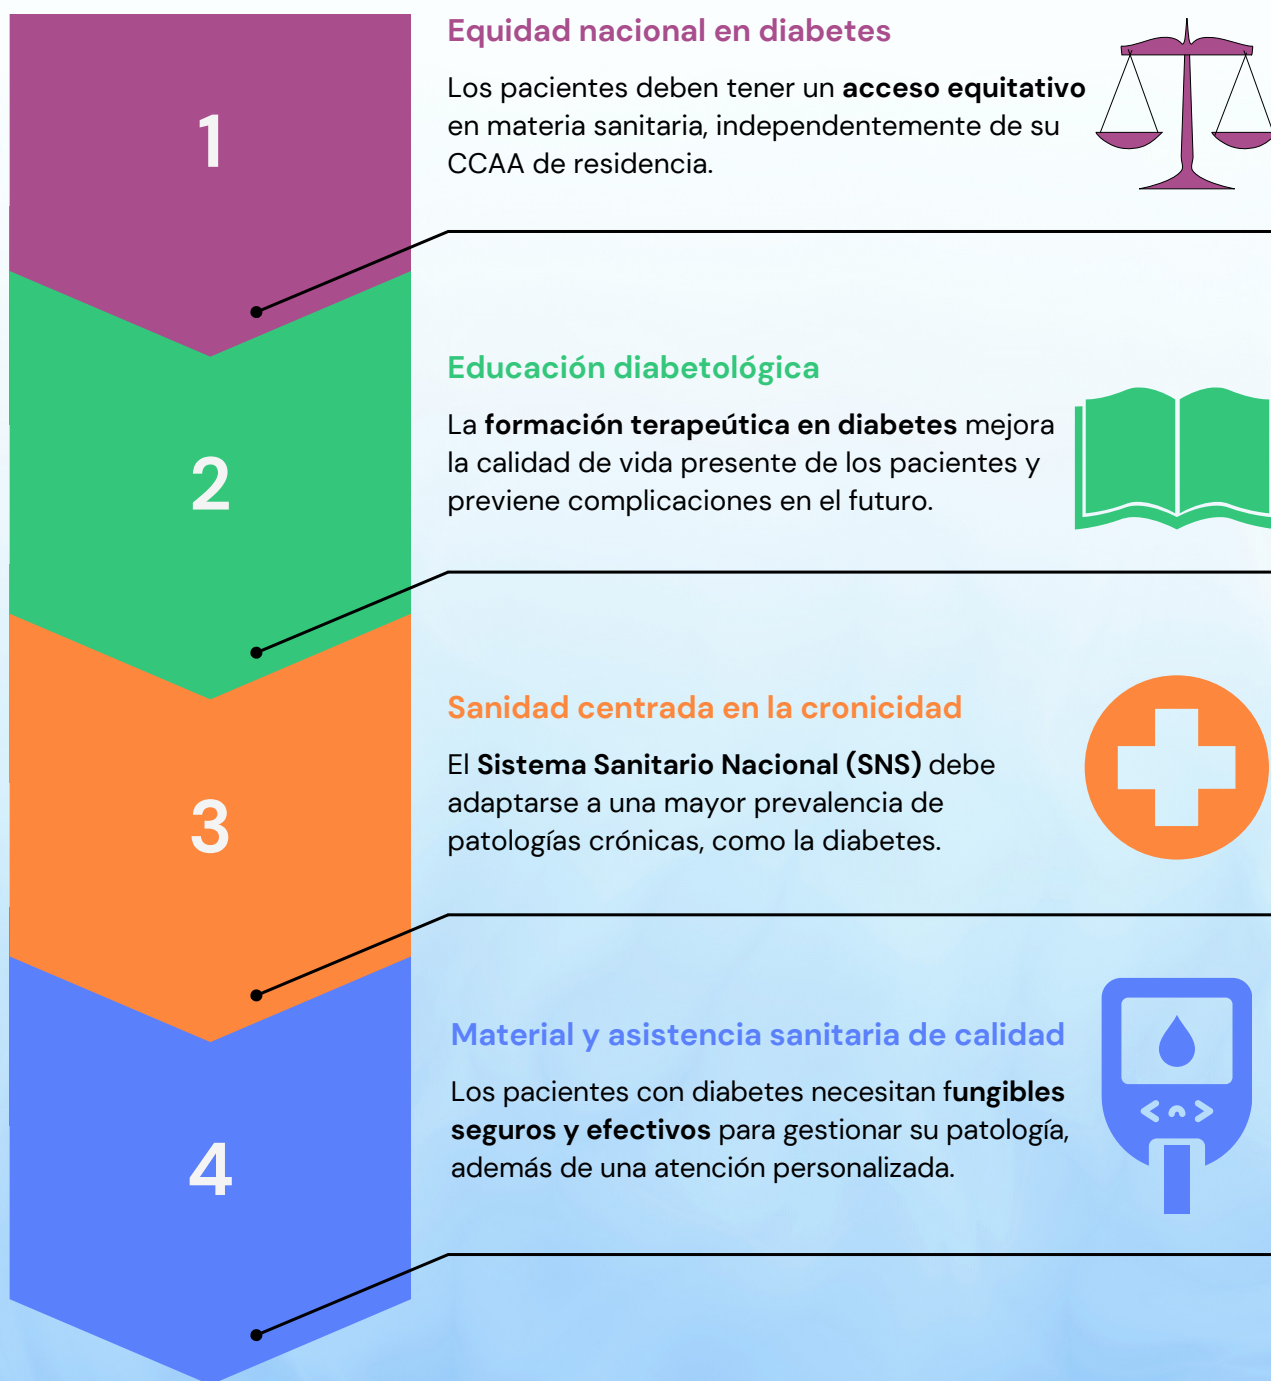 1
Equidad nacional en diabetes
Los pacientes deben tener un acceso equitativo
en materia sanitaria, independientemente de su
CCAA de residencia.
2
Educación diabetológica
La formación terapeútica en diabetes mejora
la calidad de vida presente de los pacientes y
previene complicaciones en el futuro.
3
Sanidad centrada en la cronicidad
El Sistema Sanitario Nacional (SNS) debe
adaptarse a una mayor prevalencia de
patologías crónicas, como la diabetes.
4
Material y asistencia sanitaria de calidad
Los pacientes con diabetes necesitan fungibles
seguros y efectivos para gestionar su patología,
además de una atención personalizada.